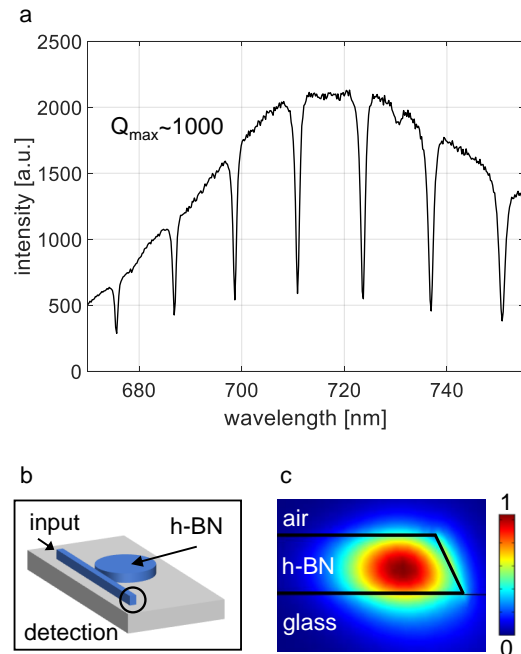 a
2500
2000
1500
1000
500
0
intensity [a.u.]
Qmax~1000
680
700
720
740
wavelength [nm]
b
input
h-BN
detection
c
air
h-BN
glass
1
0